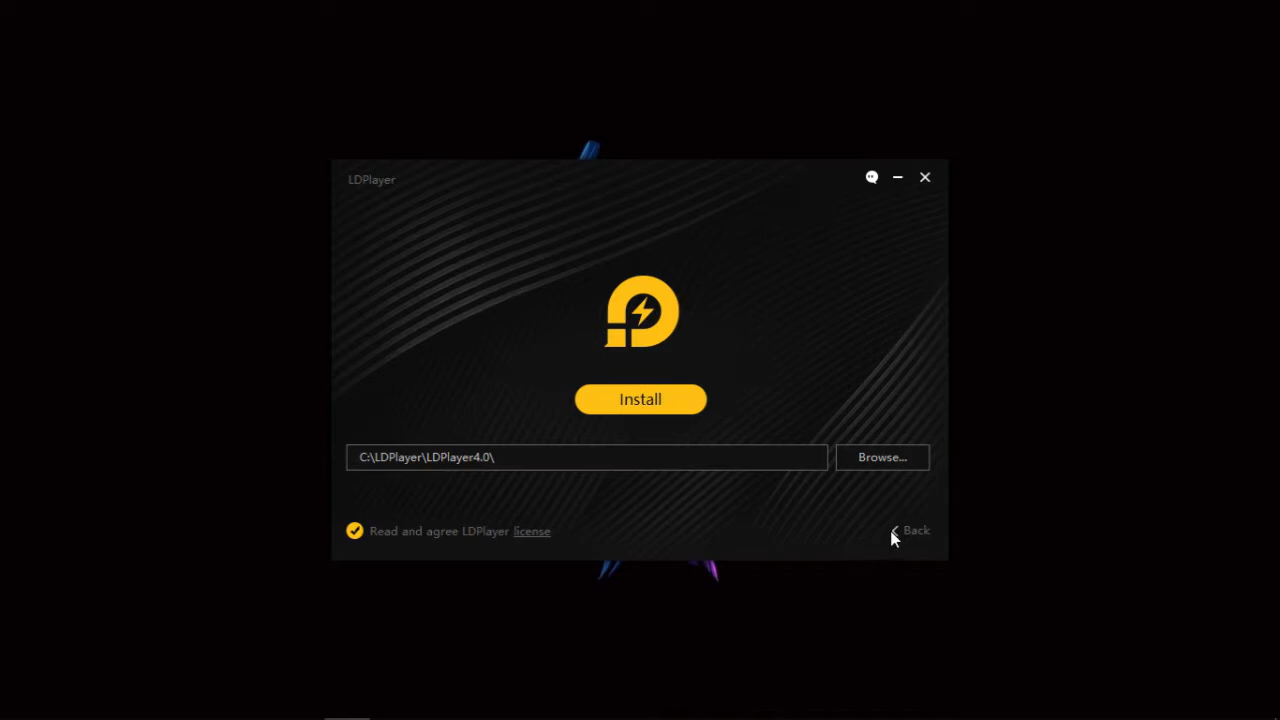 LDPlayer
Install
C:\LDPlayer\LDPlayer4.0\
Browse...
Read and agree LDPlayer license
Back